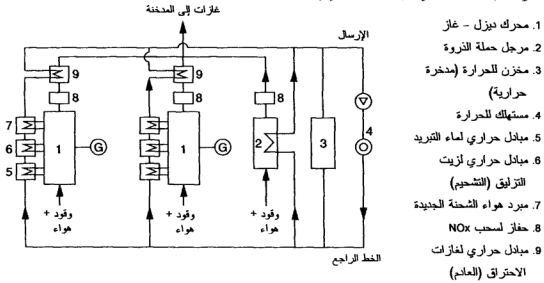 غازات إلى المدخنة
الإرسال
9
9
8
8
8
7
6
5
1
G
1
G
2
3
4
وقود +
هواء
وقود +
هواء
وقود +
هواء
الخط الراجع
1. محرك ديزل – غاز
2. مرجل حملة الذروة
3. مخزن للحرارة (مدخرة
حرارية)
4. مستهلك للحرارة
5. مبادل حراري لماء التبريد
6. مبادل حراري لزيت
التزليق (التشحيم)
7. مبرد هواء الشحنة الجديدة
8. حفاز لسحب NOx
9. مبادل حراري لغازات
الاحتراق (العادم)